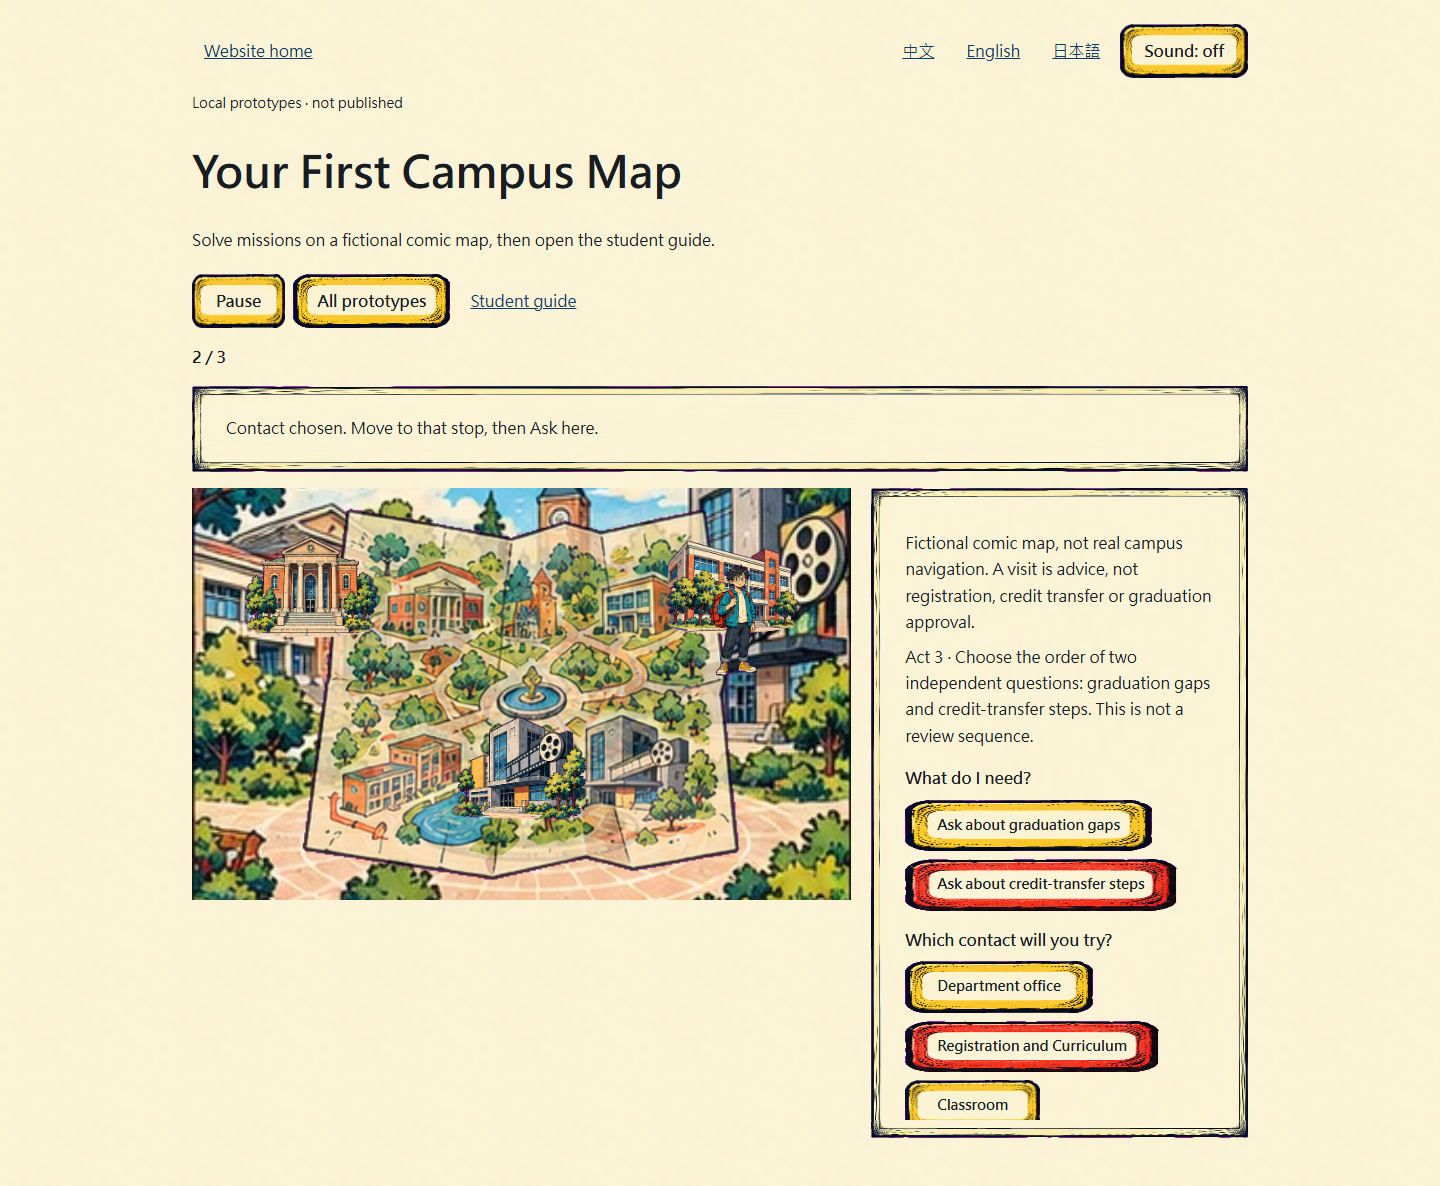 Website home
中文
English
日本語
Sound: off
Local prototypes · not published
Your First Campus Map
Solve missions on a fictional comic map, then open the student guide.
Pause
All prototypes
Student guide
2 / 3
Contact chosen. Move to that stop, then Ask here.
Fictional comic map, not real campus
navigation. A visit is advice, not
registration, credit transfer or graduation
approval.
Act 3 · Choose the order of two
independent questions: graduation gaps
and credit-transfer steps. This is not a
review sequence.
What do I need?
Ask about graduation gaps
Ask about credit-transfer steps
Which contact will you try?
Department office
Registration and Curriculum
Classroom